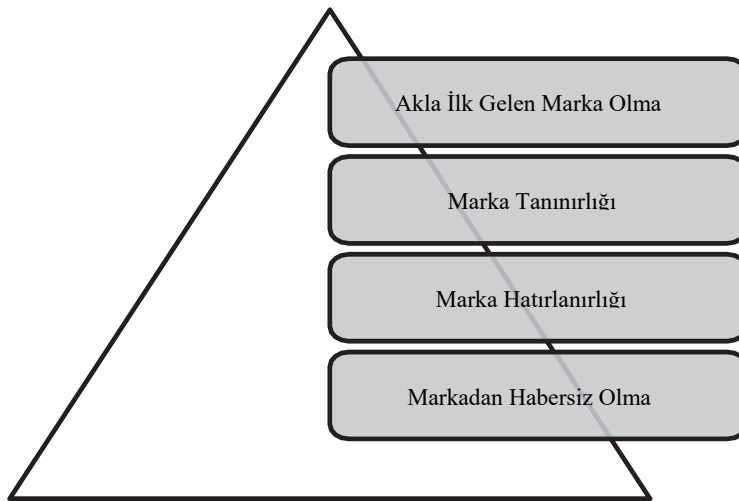 Akla İlk Gelen Marka Olma
Marka Tanınırlığı
Marka Hatırlanırlığı
Markadan Habersiz Olma